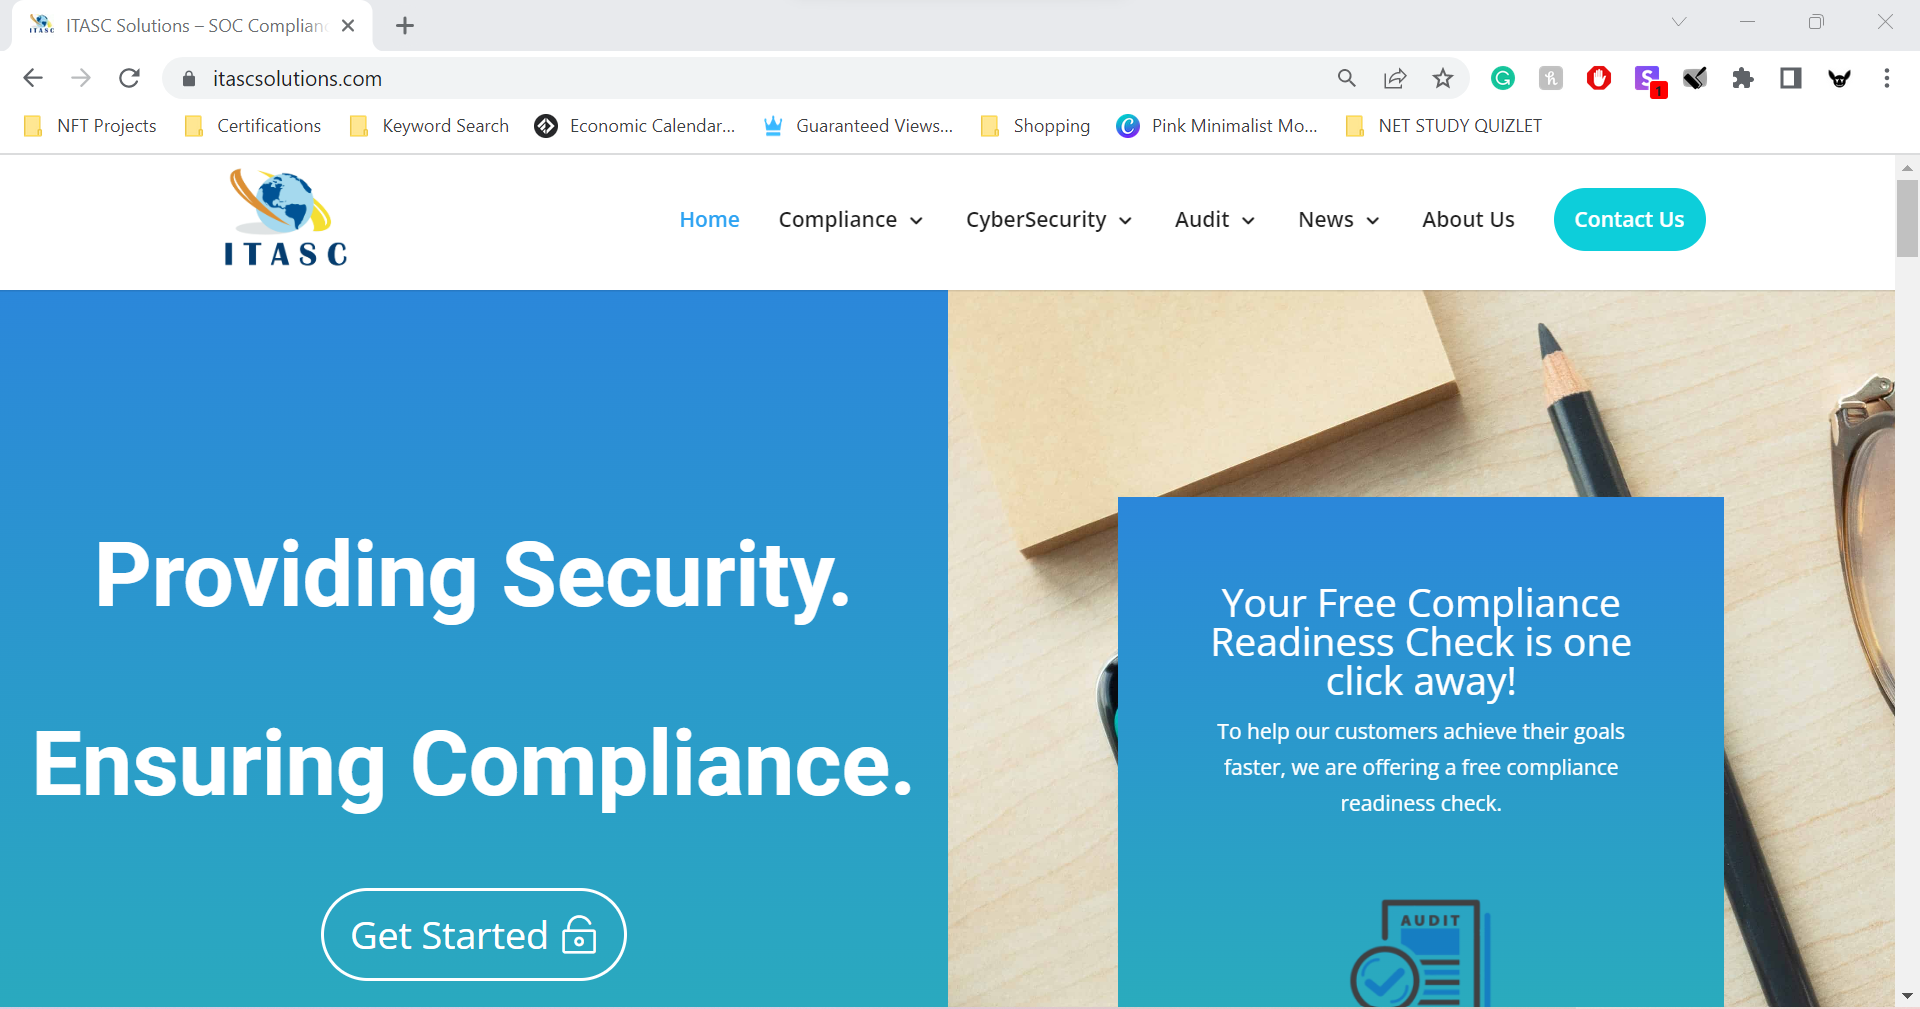 ITASC Solutions – SOC Complian
itascsolutions.com
1
NFT Projects
Certifications
Keyword Search
Economic Calendar...
Guaranteed Views...
Shopping
Pink Minimalist Mo...
NET STUDY QUIZLET
ITASC
Home
Compliance
CyberSecurity
Audit
News
About Us
Contact Us
Providing Security.
Ensuring Compliance.
Get Started
Your Free Compliance
Readiness Check is one
click away!
To help our customers achieve their goals
faster, we are offering a free compliance
readiness check.
AUDIT